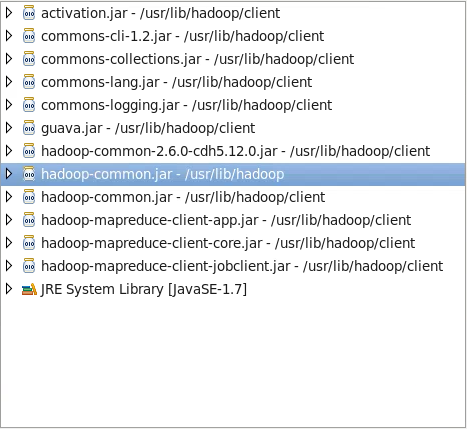 activation.jar - /usr/lib/hadoop/client
commons-cli-1.2.jar - /usr/lib/hadoop/client
commons-collections.jar - /usr/lib/hadoop/client
commons-lang.jar - /usr/lib/hadoop/client
commons-logging.jar - /usr/lib/hadoop/client
guava.jar - /usr/lib/hadoop/client
hadoop-common-2.6.0-cdh5.12.0.jar - /usr/lib/hadoop/client
hadoop-common.jar - /usr/lib/hadoop
hadoop-common.jar - /usr/lib/hadoop/client
hadoop-mapreduce-client-app.jar - /usr/lib/hadoop/client
hadoop-mapreduce-client-core.jar - /usr/lib/hadoop/client
hadoop-mapreduce-client-jobclient.jar - /usr/lib/hadoop/client
JRE System Library [JavaSE-1.7]